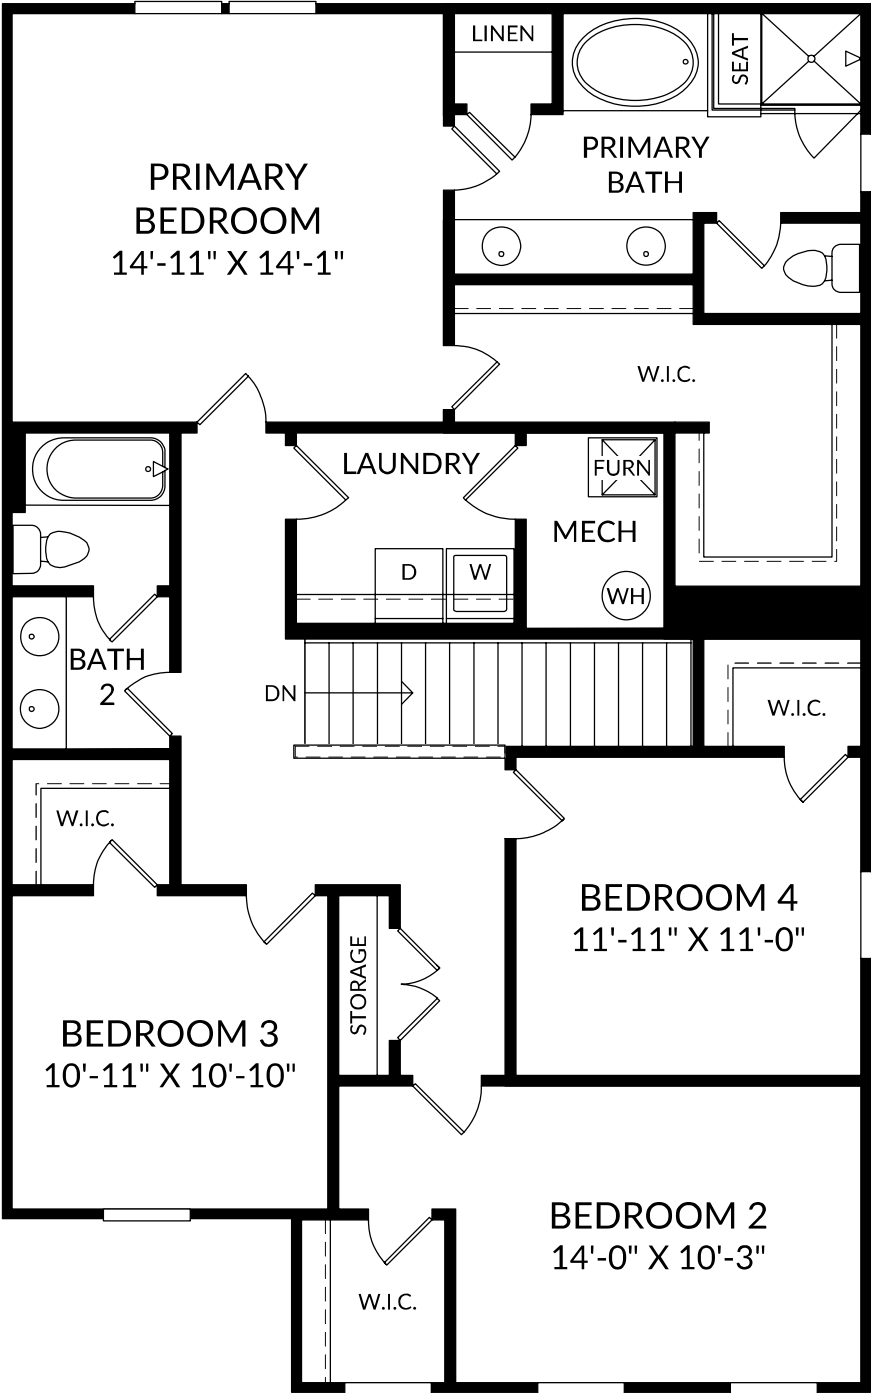 LINEN
SEAT
PRIMARY
BATH
PRIMARY
BEDROOM
14'-11" X 14'-1"
W.I.C.
LAUNDRY
FURN
MECH
D
W
WH
BATH
2
DN
W.I.C.
W.I.C.
BEDROOM 4
11'-11" X 11'-0"
STORAGE
BEDROOM 3
10'-11" X 10'-10"
BEDROOM 2
14'-0" X 10'-3"
W.I.C.